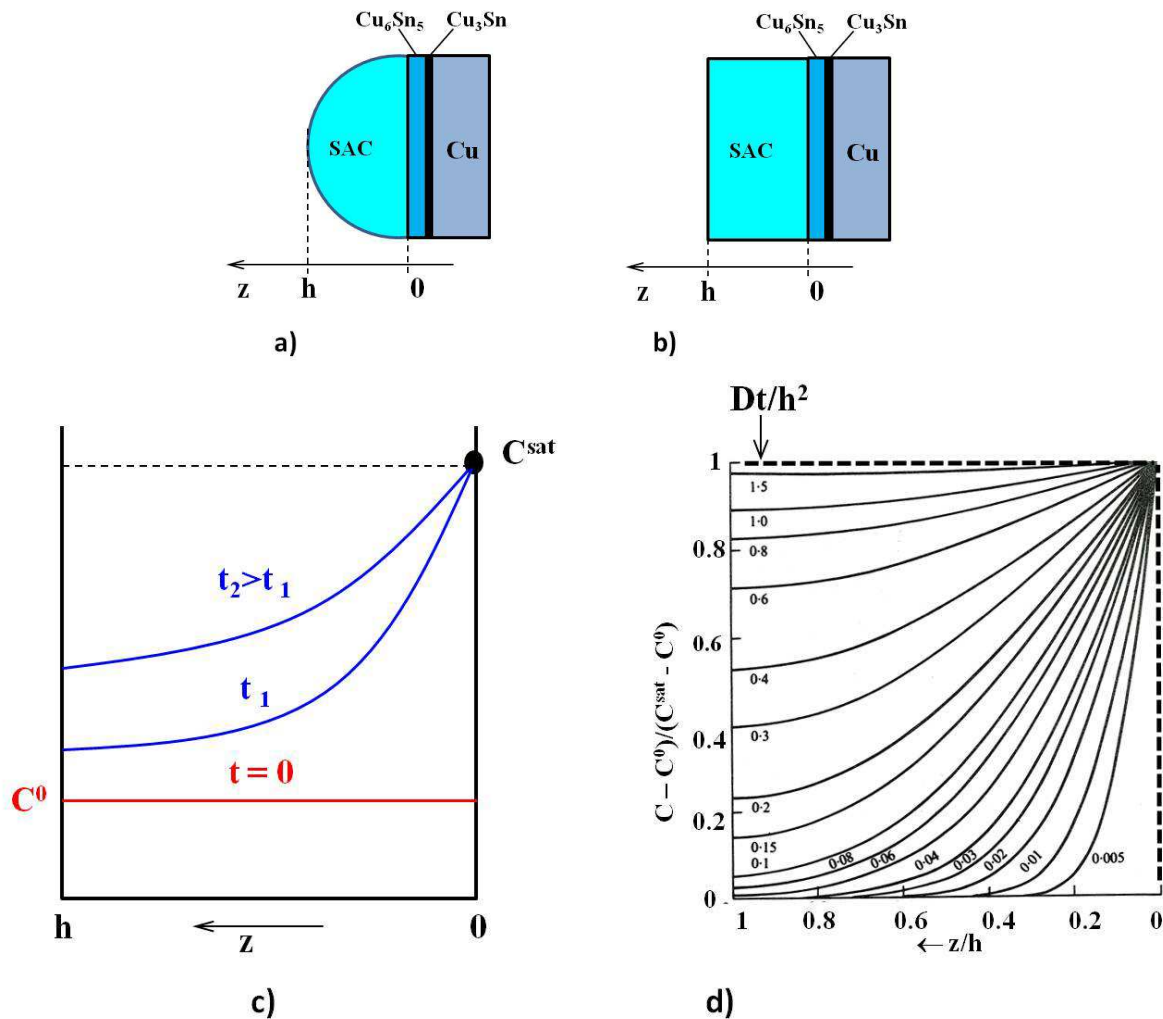 Cu₆Sn₅ Cu₃Sn
SAC Cu
z h 0
a)
Cu₆Sn₅ Cu₃Sn
SAC Cu
z h 0
b)
Cˢᵃᵗ
t₂>t₁
t₁
t = 0
C⁰
h z 0
c)
Dt/h²
1
0.8
0.6
0.4
0.2
0
C – C⁰)/(Cˢᵃᵗ - C⁰)
1·5
1·0
0·8
0·6
0·4
0·3
0·2
0·15
0·1
0·08 0·06 0·04 0·03 0·02 0·01 0·005
1 0.8 0.6 0.4 0.2 0
← z/h
d)